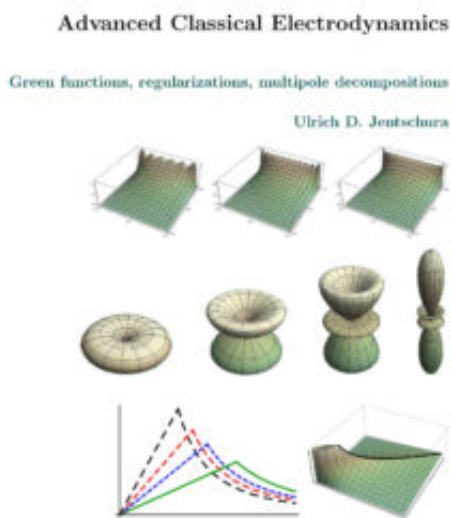 Advanced Classical Electrodynamics
Green functions, regularizations, multipole decompositions
Ulrich D. Jentschura